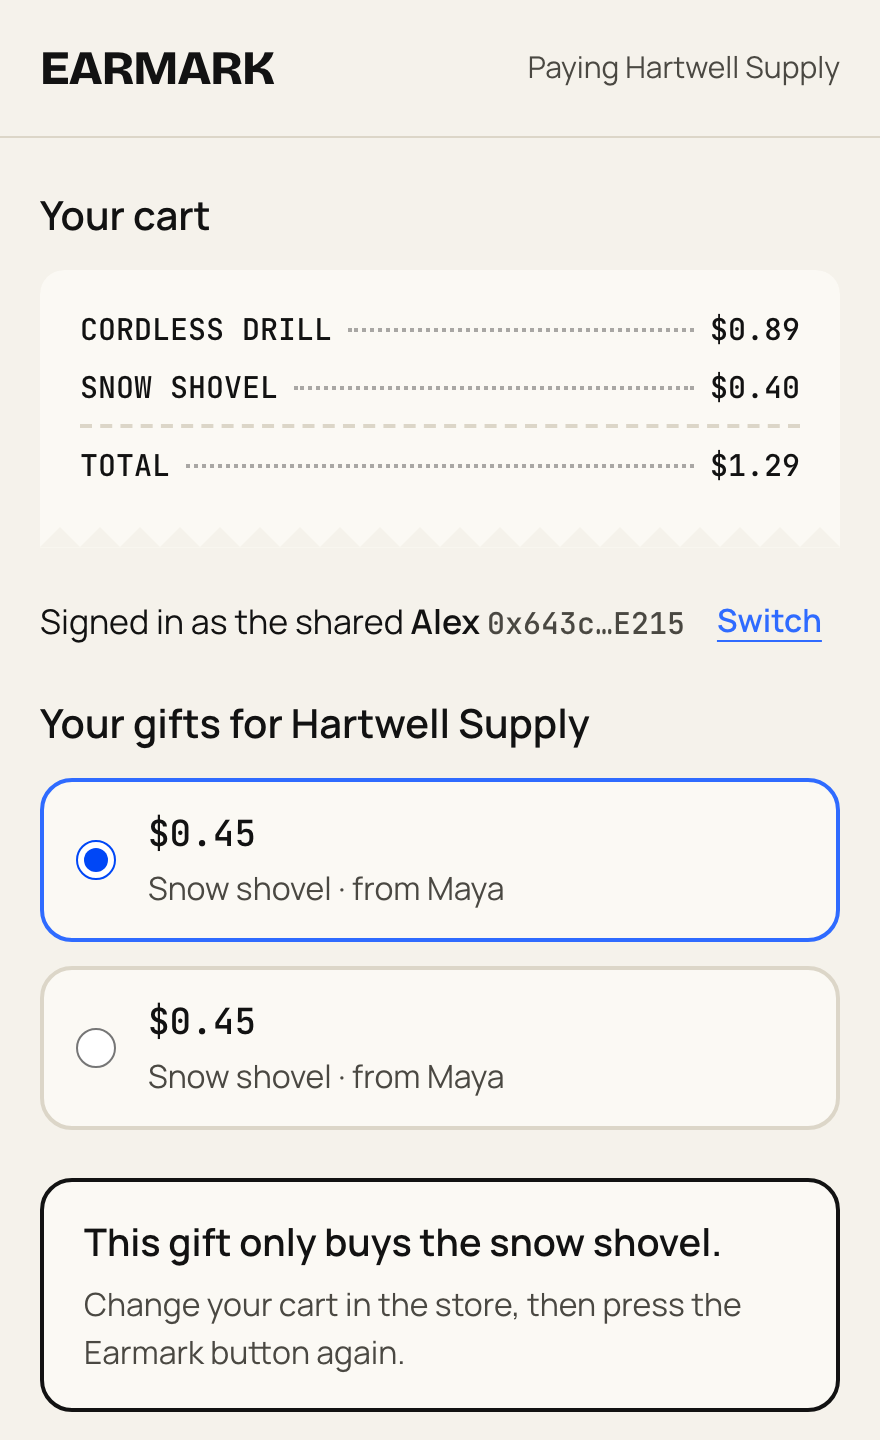 EARMARK
Paying Hartwell Supply
Your cart
CORDLESS DRILL $0.89
SNOW SHOVEL $0.40
TOTAL $1.29
Signed in as the shared Alex 0x643c…E215 Switch
Your gifts for Hartwell Supply
$0.45
Snow shovel · from Maya
$0.45
Snow shovel · from Maya
This gift only buys the snow shovel.
Change your cart in the store, then press the
Earmark button again.